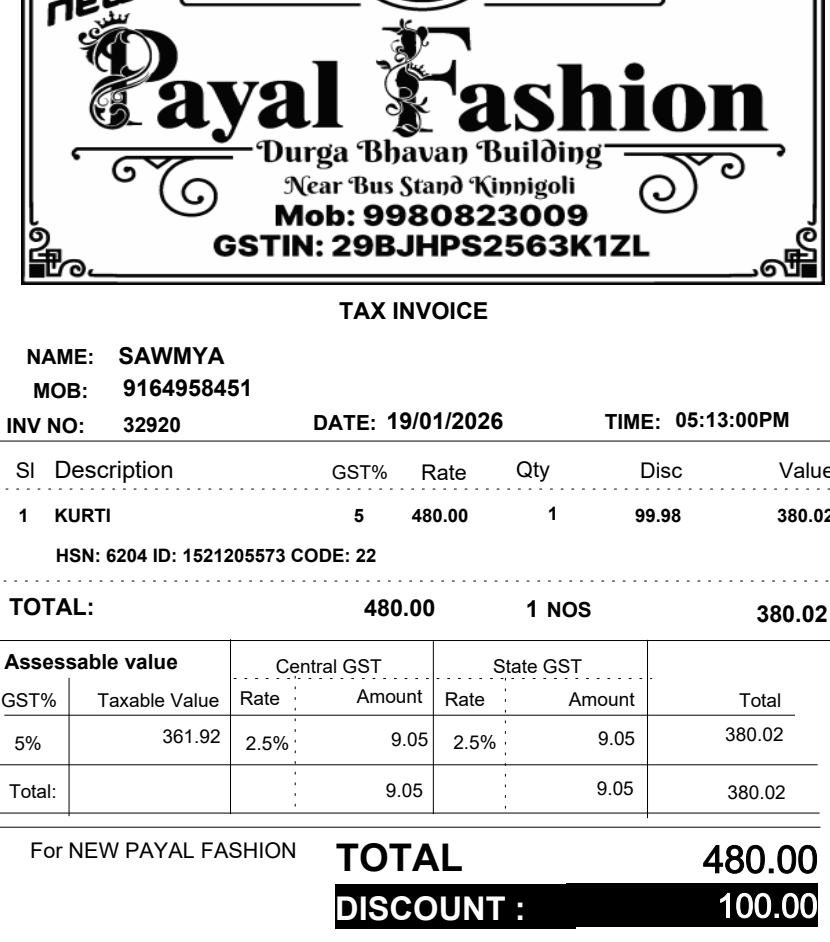 new
Payal Fashion
Durga Bhavan Building
Near Bus Stand Kinnigoli
Mob: 9980823009
GSTIN: 29BJHPS2563K1ZL
TAX INVOICE
NAME: SAWMYA
MOB: 9164958451
INV NO: 32920 DATE: 19/01/2026 TIME: 05:13:00PM
Sl Description GST% Rate Qty Disc Value
1 KURTI 5 480.00 1 99.98 380.02
HSN: 6204 ID: 1521205573 CODE: 22
TOTAL: 480.00 1 NOS 380.02
Assessable value Central GST State GST
GST% Taxable Value Rate Amount Rate Amount Total
5% 361.92 2.5% 9.05 2.5% 9.05 380.02
Total: 9.05 9.05 380.02
For NEW PAYAL FASHION TOTAL 480.00
DISCOUNT : 100.00